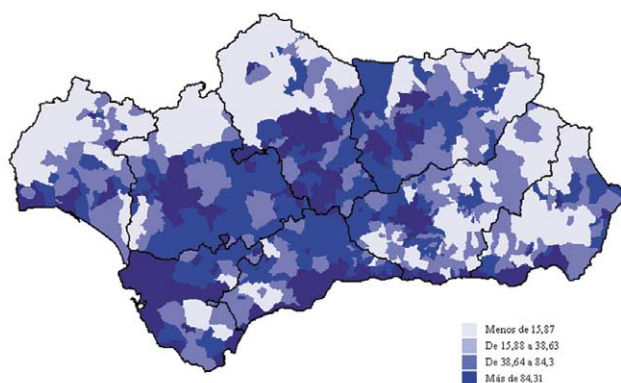 Menos de 15,87
De 15,88 a 38,63
De 38,64 a 84,3
Más de 84,31